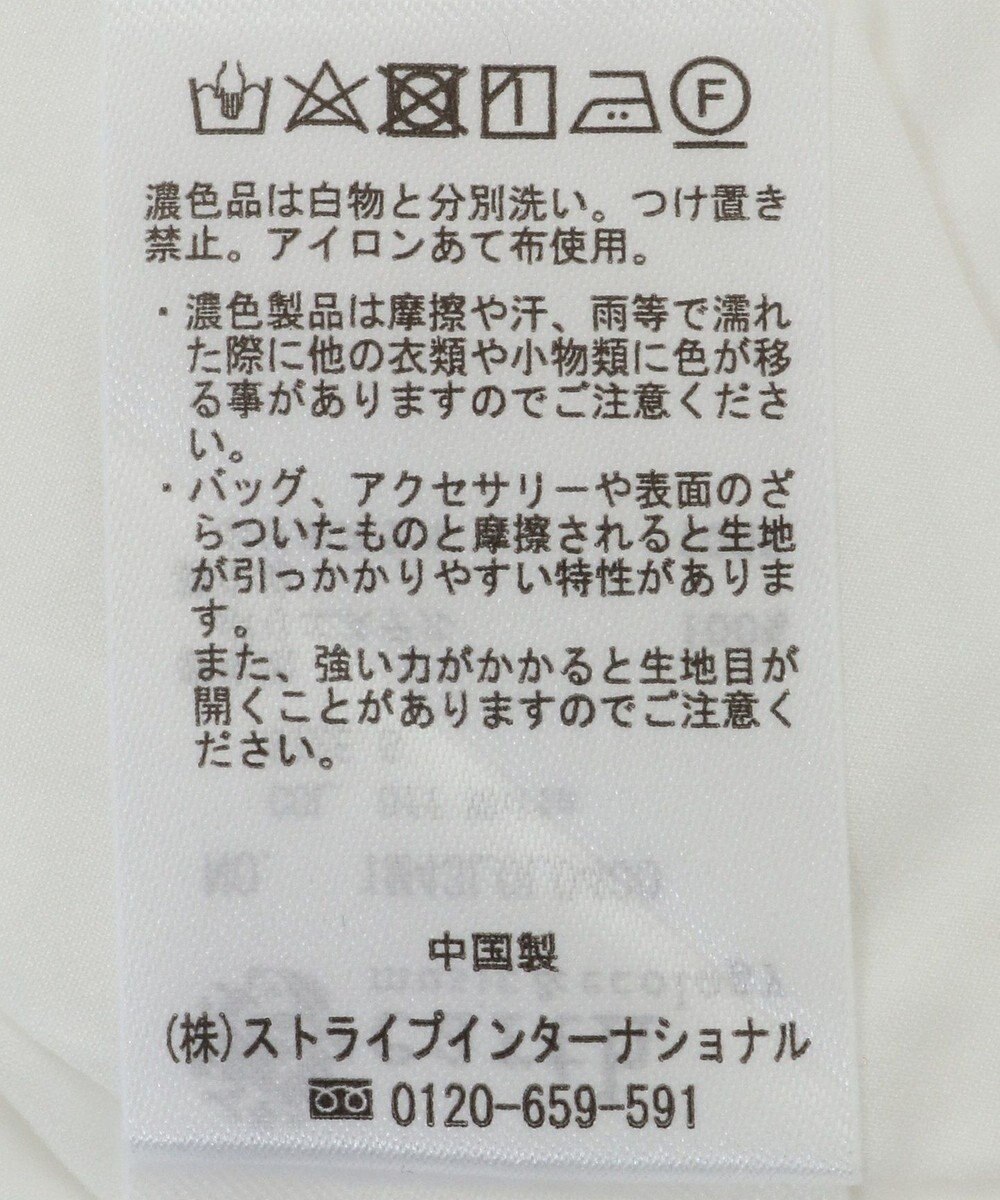 F
濃色品は白物と分別洗い。つけ置き
禁止。アイロンあて布使用。
・濃色製品は摩擦や汗、雨等で濡れ
た際に他の衣類や小物類に色が移
る事がありますのでご注意くださ
い。
・バッグ、アクセサリーや表面のざ
らついたものと摩擦されると生地
が引っかかりやすい特性がありま
す。
また、強い力がかかると生地目が
開くことがありますのでご注意く
ださい。
中国製
(株)ストライプインターナショナル
0120-659-591